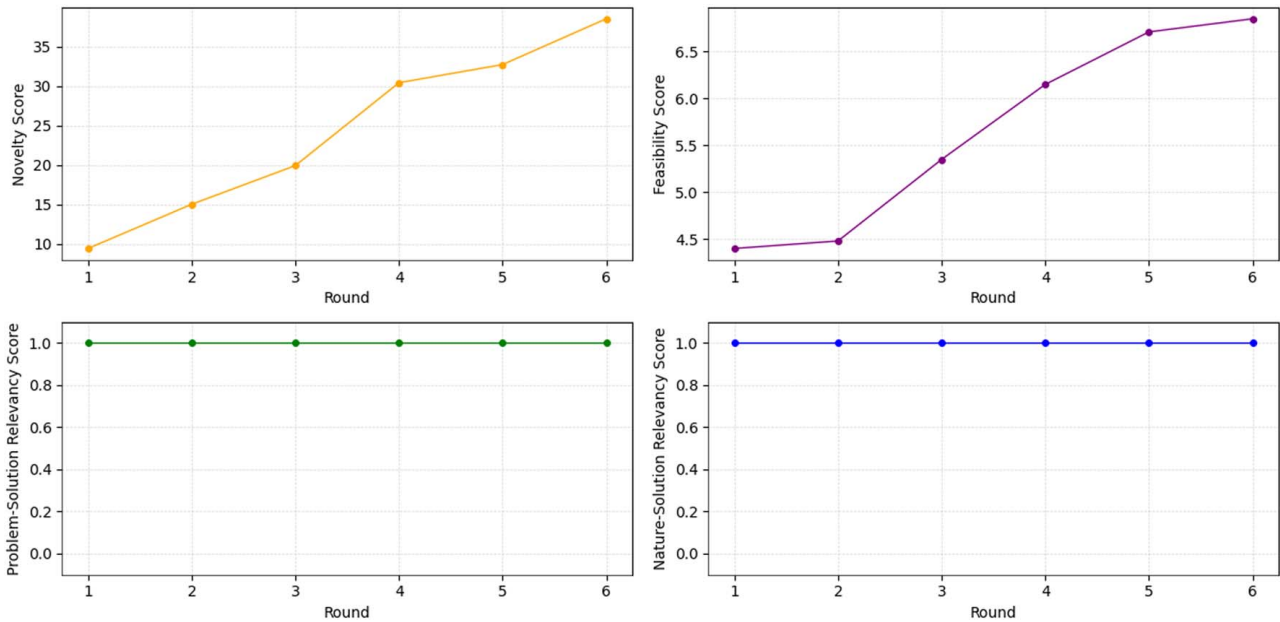 Novelty Score
35
30
25
20
15
10
1 2 3 4 5 6
Round
Feasibility Score
6.5
6.0
5.5
5.0
4.5
1 2 3 4 5 6
Round
Problem-Solution Relevancy Score
1.0
0.8
0.6
0.4
0.2
0.0
1 2 3 4 5 6
Round
Nature-Solution Relevancy Score
1.0
0.8
0.6
0.4
0.2
0.0
1 2 3 4 5 6
Round